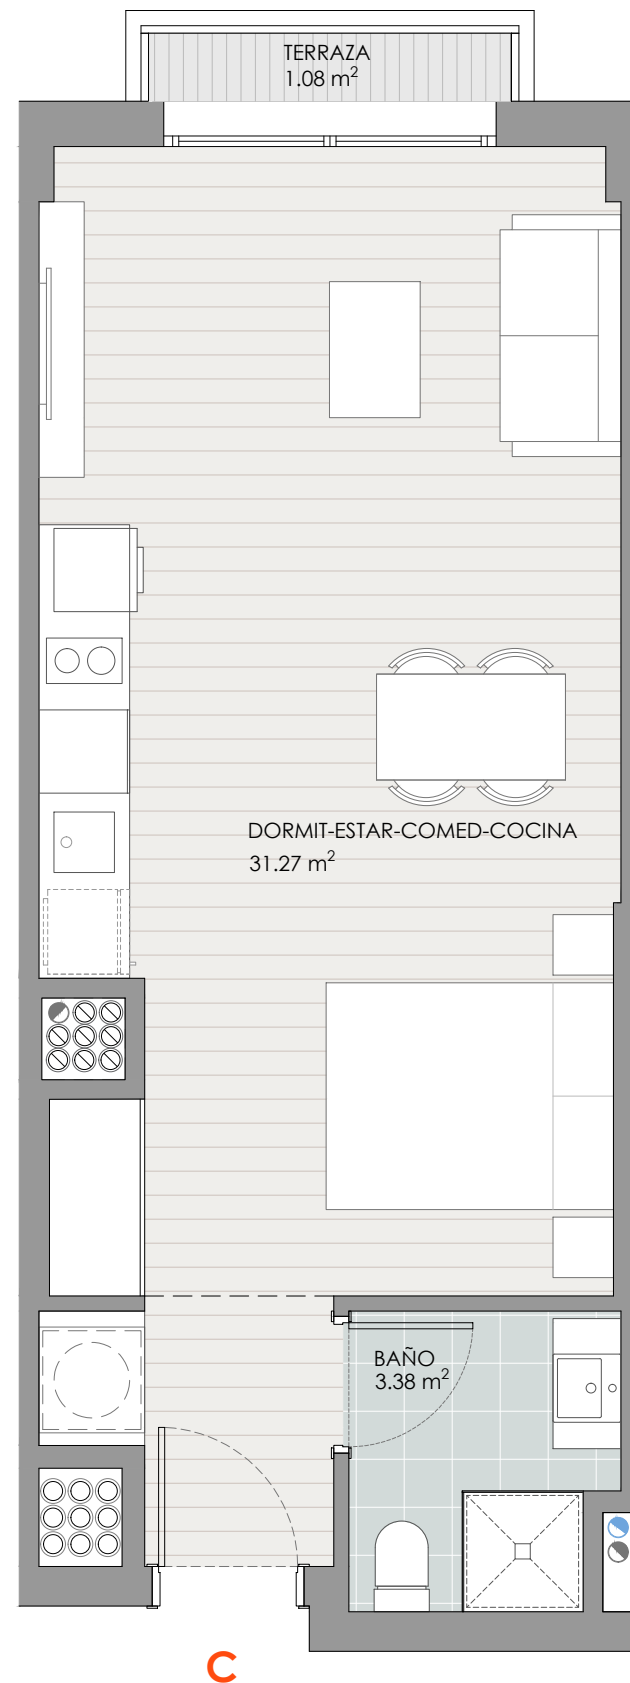 TERRAZA
1.08 m²
DORMIT-ESTAR-COMED-COCINA
31.27 m²
BAÑO
3.38 m²
C